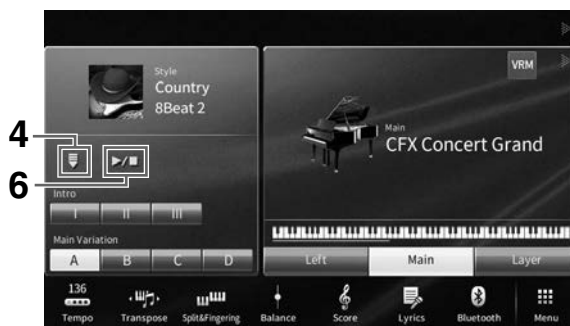 Style
Country
8Beat 2
VRM
Main
CFX Concert Grand
4
6
Intro
I II III
Main Variation
A B C D
Left Main Layer
136
Tempo Transpose Split&Fingering Balance Score Lyrics Bluetooth Menu